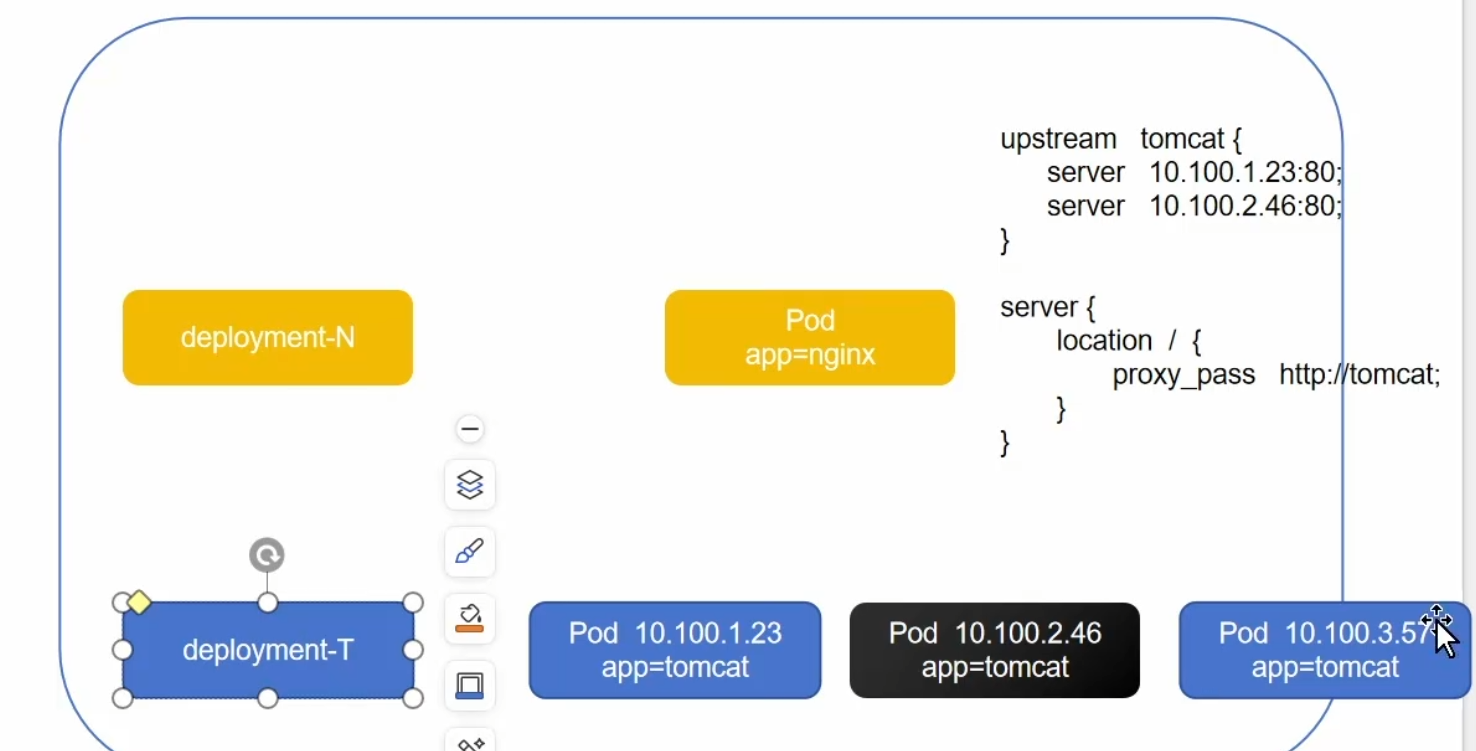 upstream tomcat {
server 10.100.1.23:80;
server 10.100.2.46:80;
}
server {
location / {
proxy_pass http://tomcat;
}
}
deployment-N
Pod
app=nginx
deployment-T
Pod 10.100.1.23
app=tomcat
Pod 10.100.2.46
app=tomcat
Pod 10.100.3.57
app=tomcat